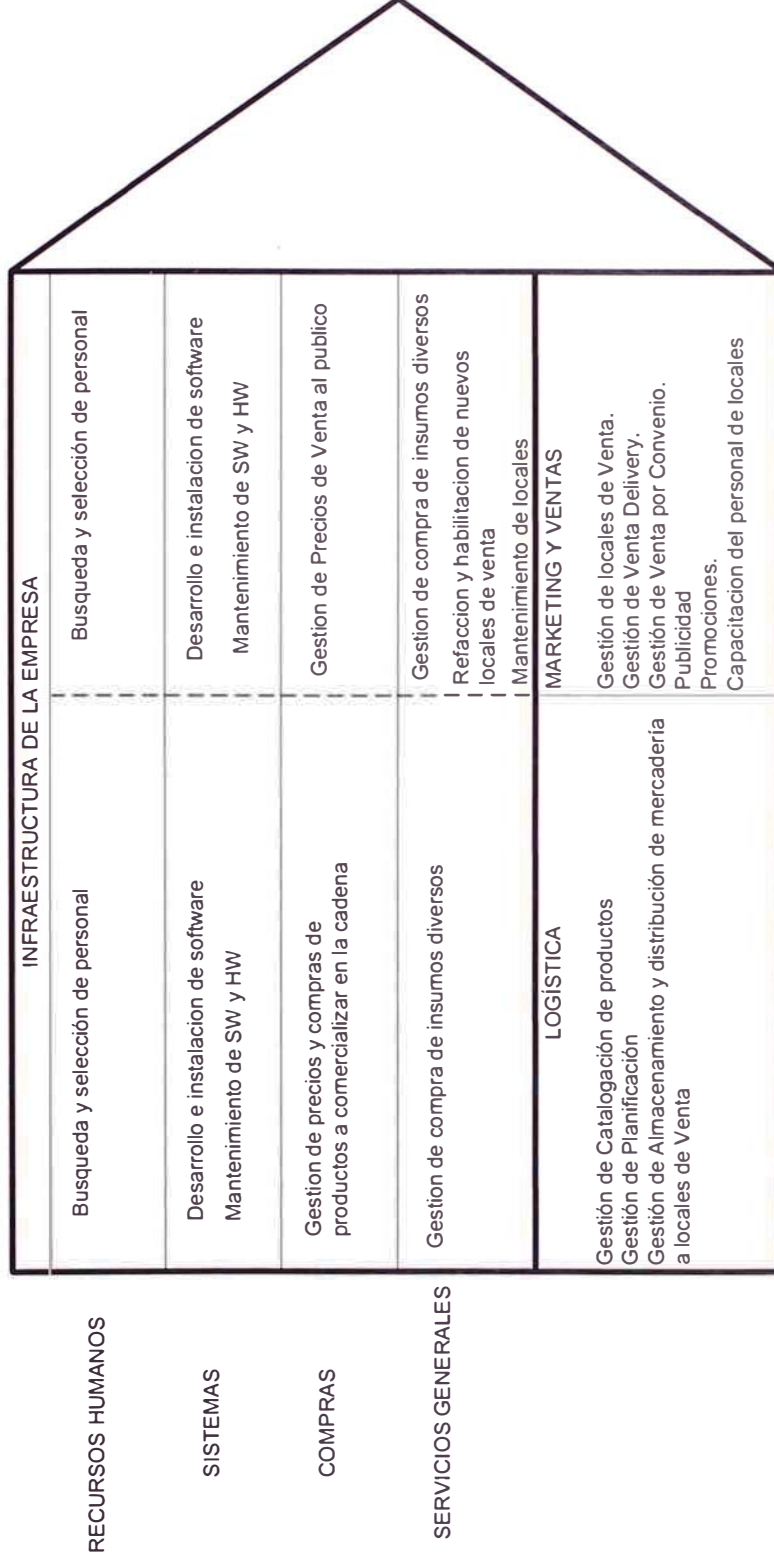 INFRAESTRUCTURA DE LA EMPRESA
RECURSOS HUMANOS
Busqueda y selección de personal
Busqueda y selección de personal
SISTEMAS
Desarrollo e instalacion de software
Mantenimiento de SW y HW
Desarrollo e instalacion de software
Mantenimiento de SW y HW
COMPRAS
Gestion de precios y compras de
productos a comercializar en la cadena
Gestion de Precios de Venta al publico
SERVICIOS GENERALES
Gestion de compra de insumos diversos
Gestion de compra de insumos diversos
Refaccion y habilitacion de nuevos
locales de venta
Mantenimiento de locales
LOGÍSTICA
Gestión de Catalogación de productos
Gestión de Planificación
Gestión de Almacenamiento y distribución de mercadería
a locales de Venta
MARKETING Y VENTAS
Gestión de locales de Venta.
Gestión de Venta Delivery.
Gestión de Venta por Convenio.
Publicidad
Promociones.
Capacitacion del personal de locales